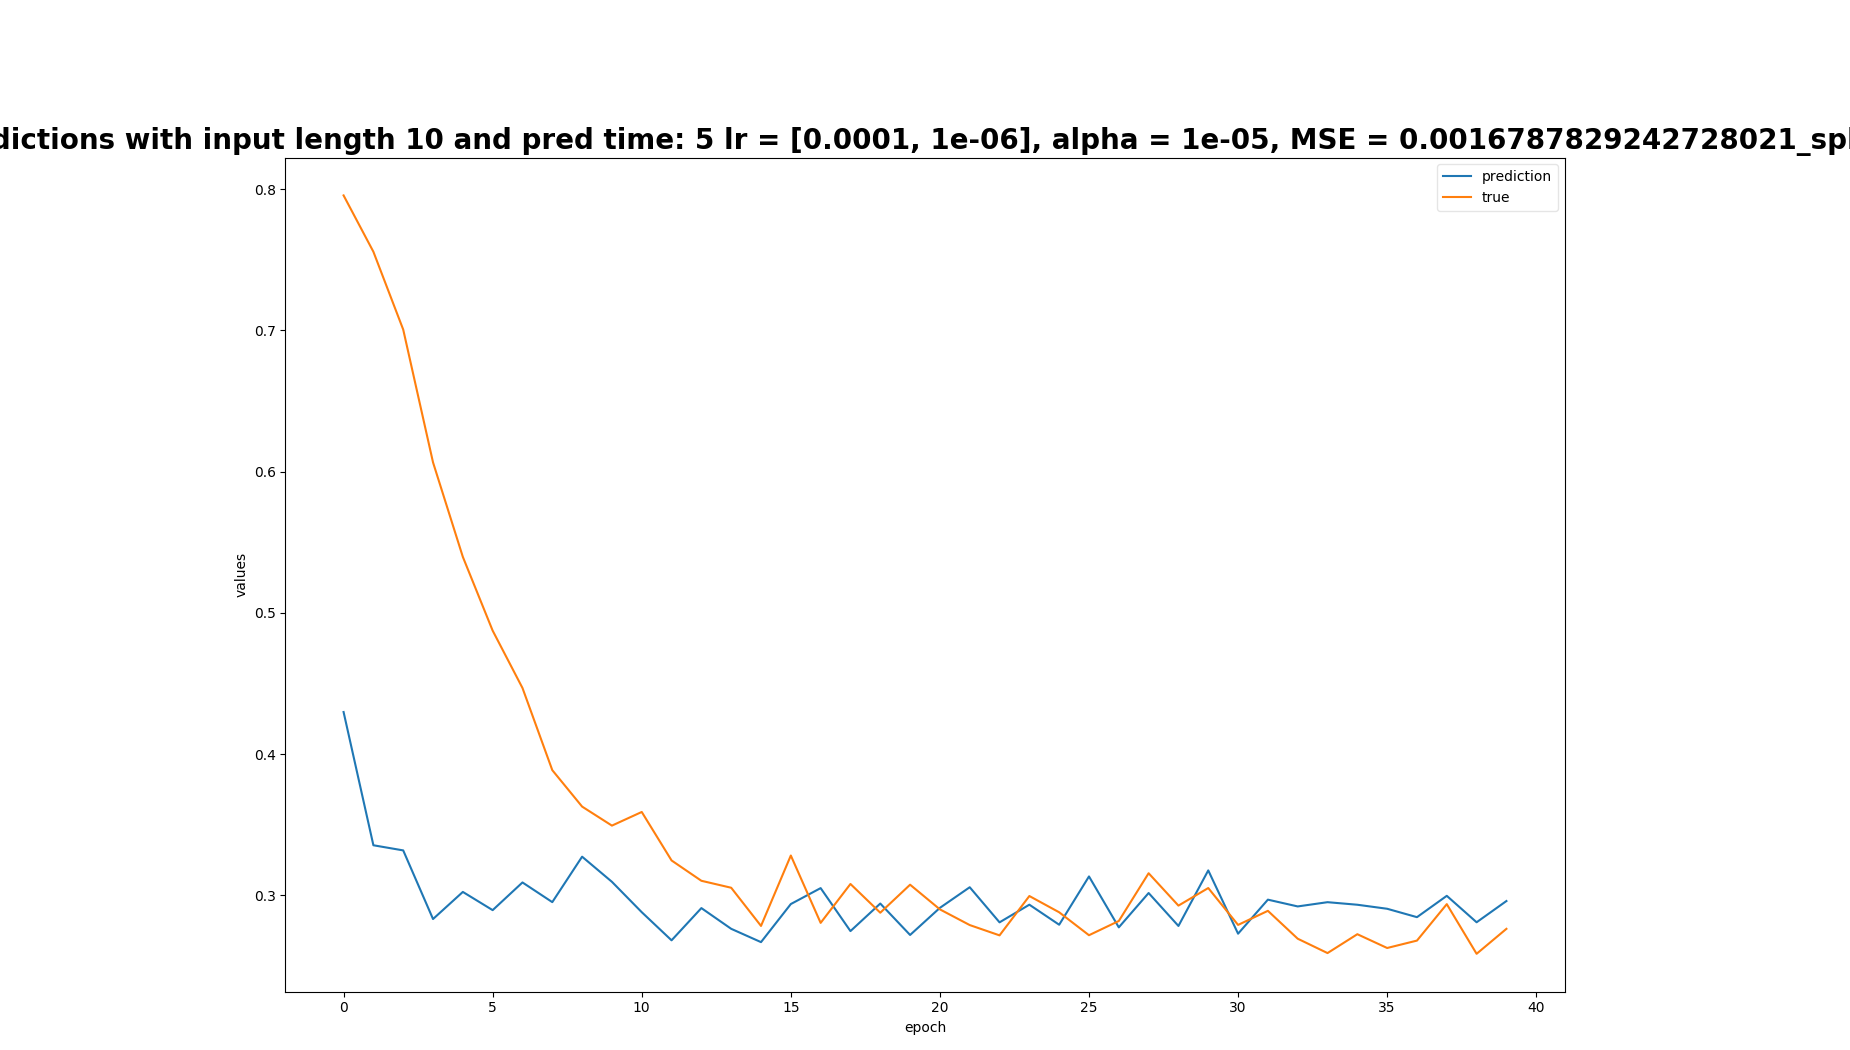 dictions with input length 10 and pred time: 5 lr = [0.0001, 1e-06], alpha = 1e-05, MSE = 0.0016787829242728021_spl
prediction
true
0.8
0.7
0.6
0.5
0.4
0.3
values
0 5 10 15 20 25 30 35 40
epoch